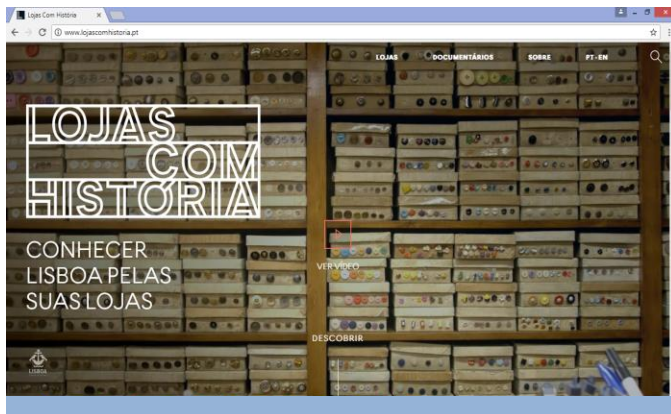 Lojas Com História
www.lojascomhistoria.pt
LOJAS DOCUMENTÁRIOS SOBRE PT-EN
LOJAS
COM
HISTÓRIA
CONHECER
LISBOA PELAS
SUAS LOJAS
VER VÍDEO
DESCOBRIR
LISBOA